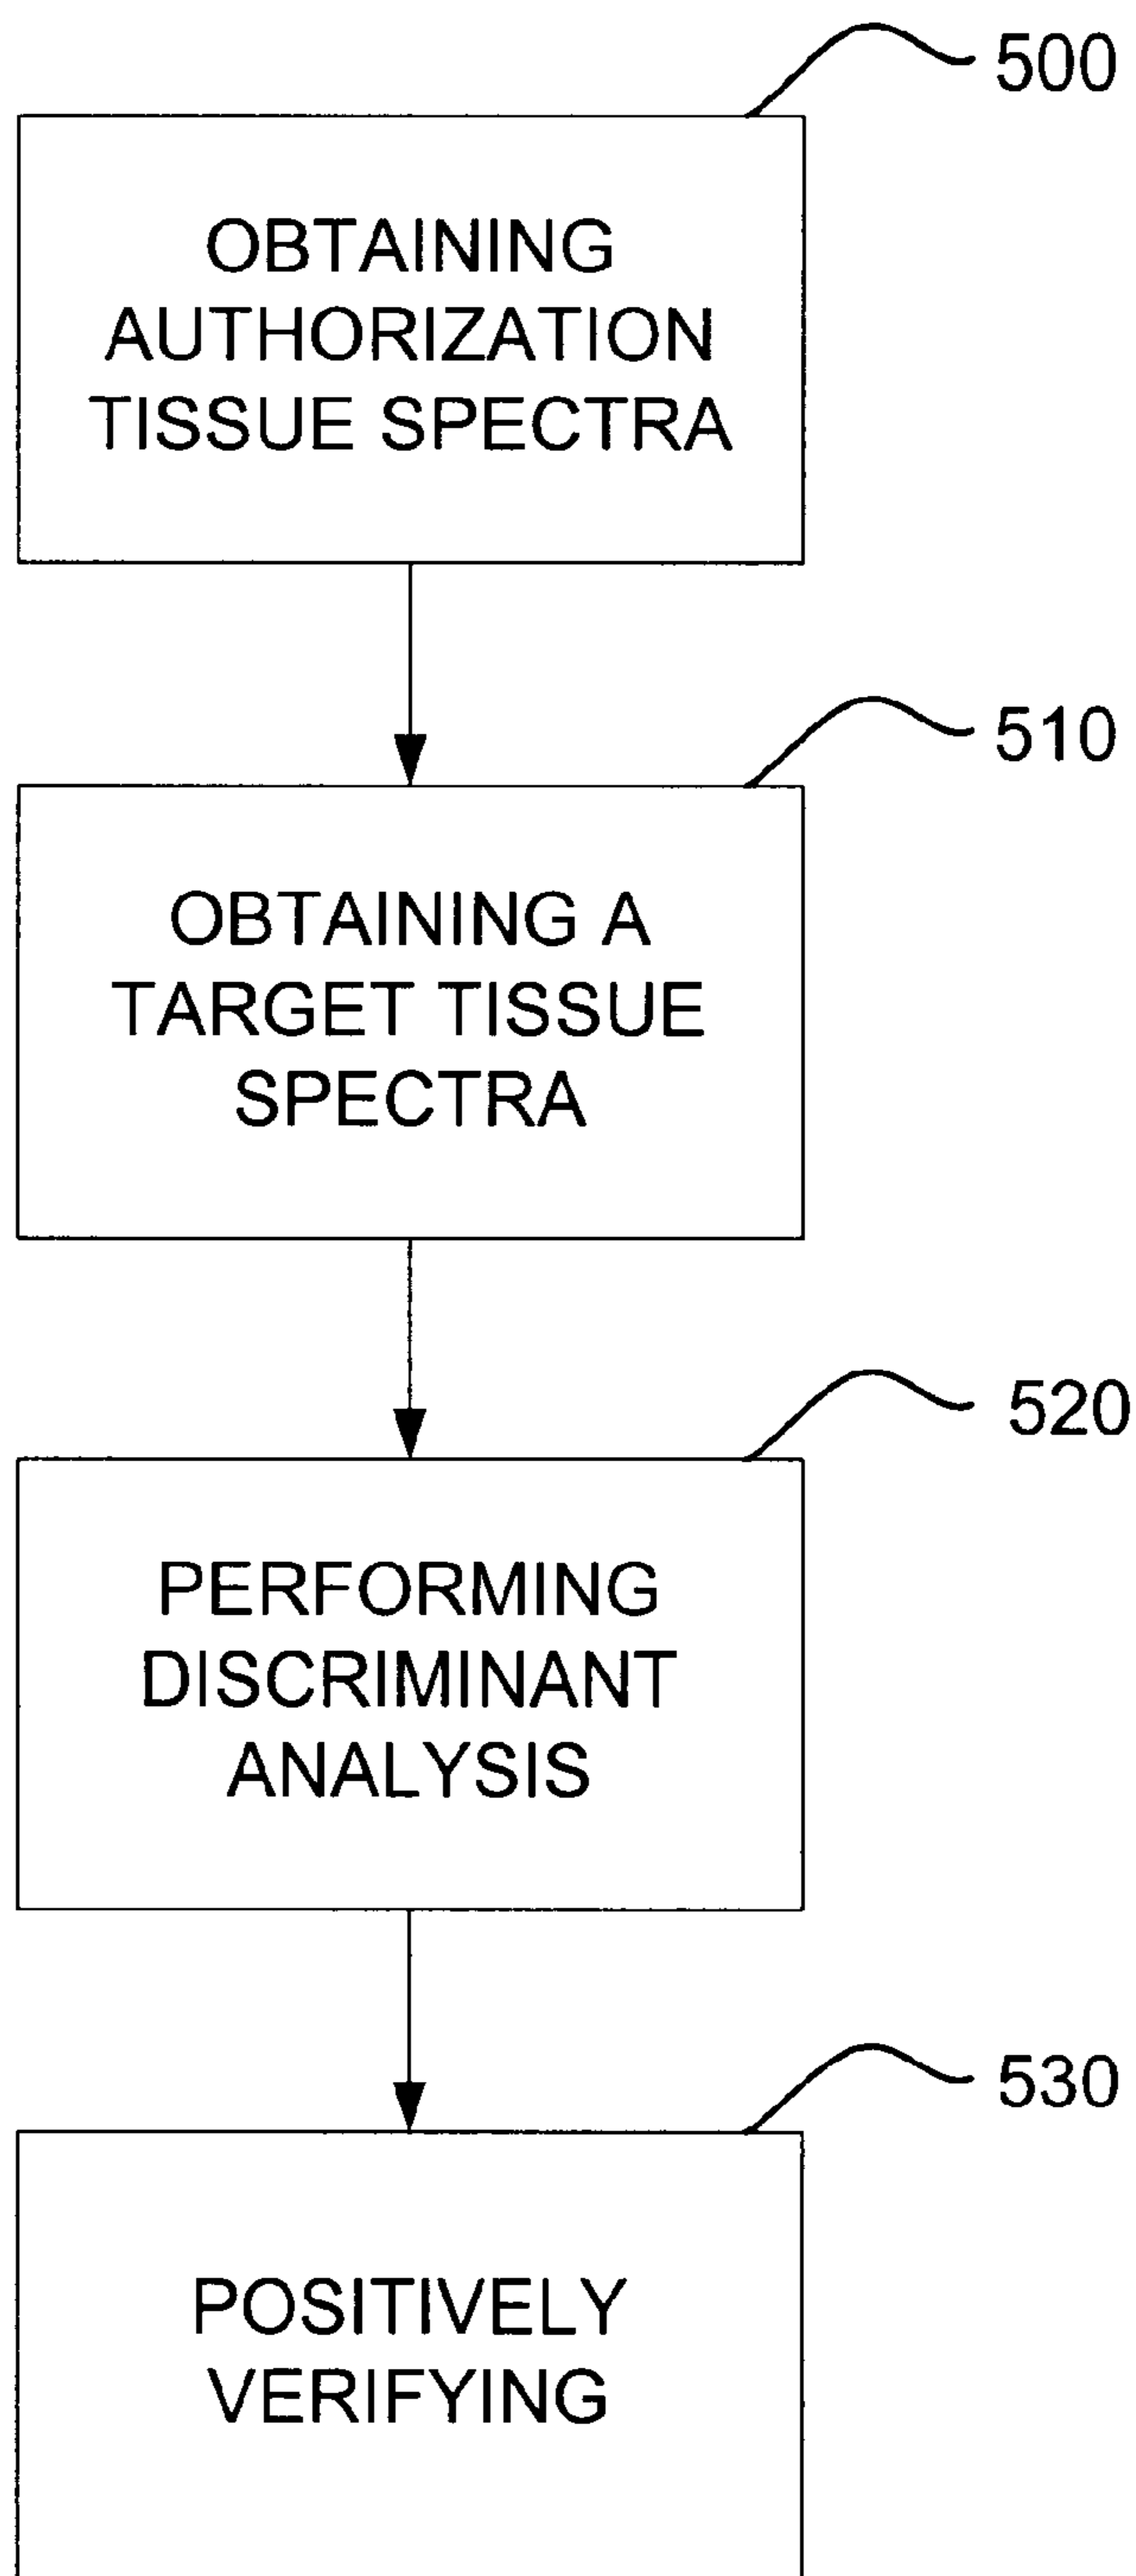 500
OBTAINING
AUTHORIZATION
TISSUE SPECTRA
510
OBTAINING A
TARGET TISSUE
SPECTRA
520
PERFORMING
DISCRIMINANT
ANALYSIS
530
POSITIVELY
VERIFYING